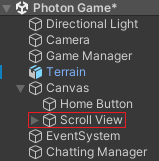 Photon Game*
Directional Light
Camera
Game Manager
Terrain
Canvas
Home Button
Scroll View
EventSystem
Chatting Manager